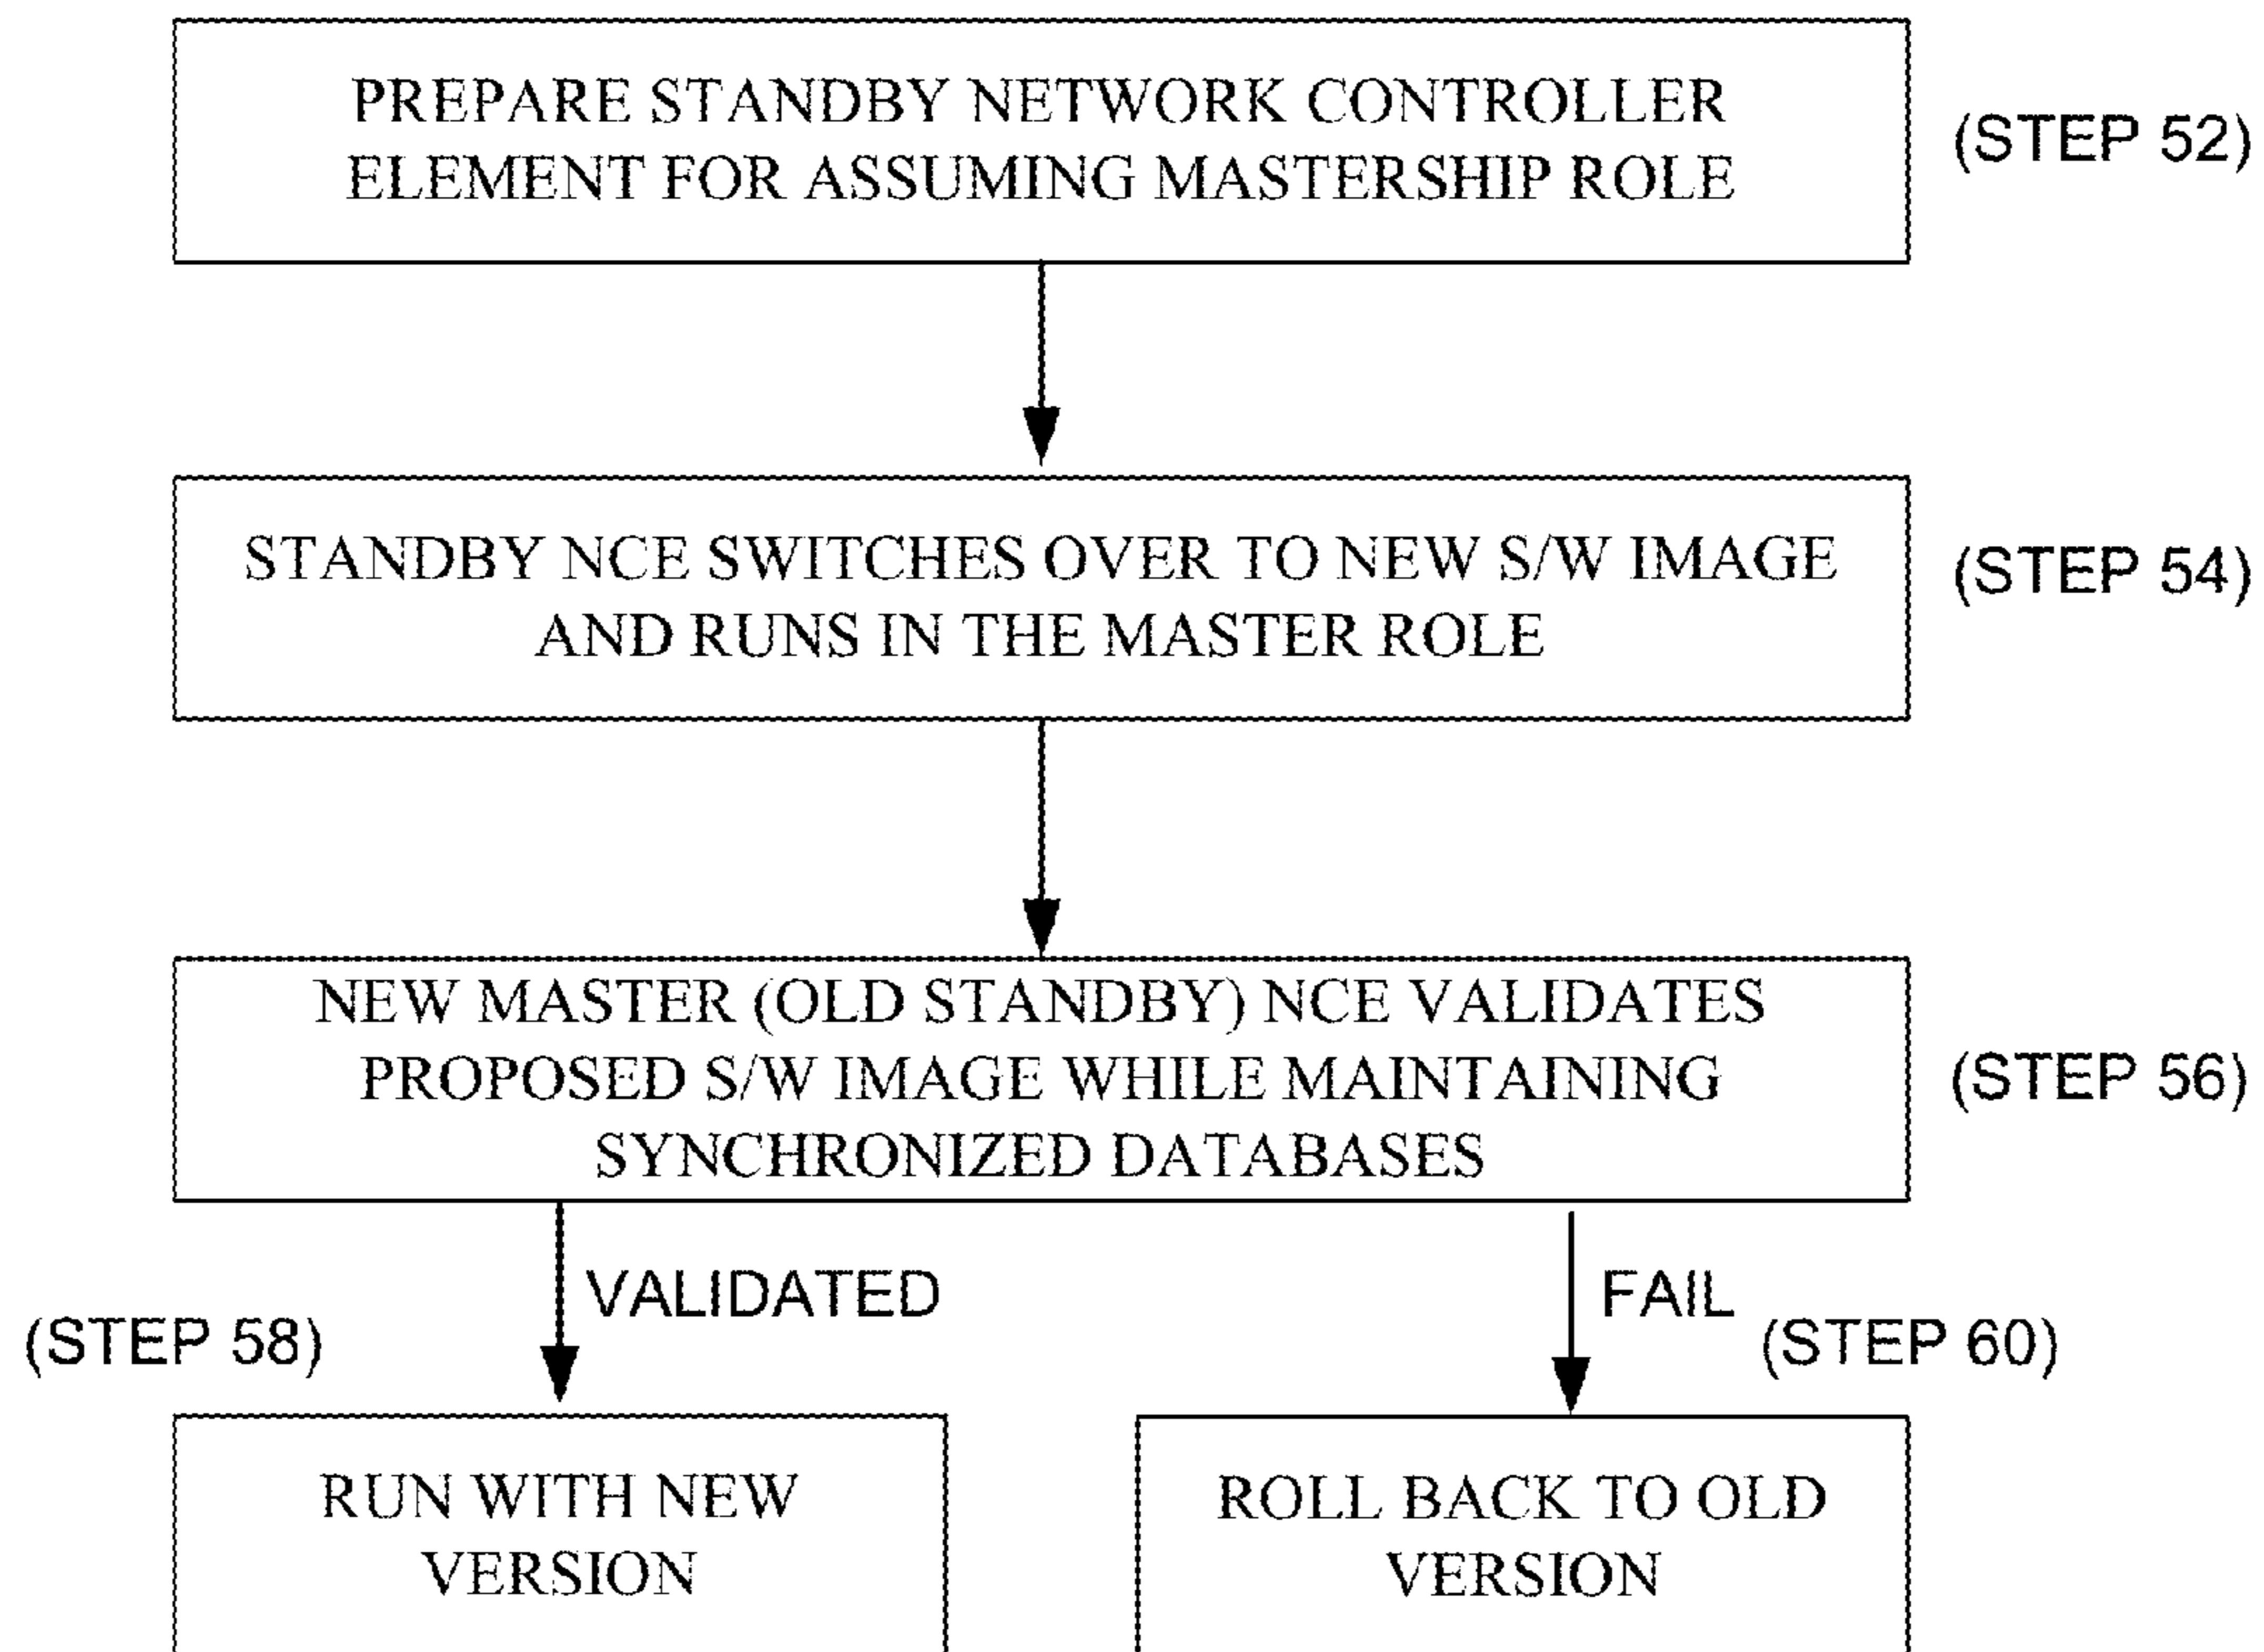 PREPARE STANDBY NETWORK CONTROLLER
ELEMENT FOR ASSUMING MASTERSHIP ROLE
(STEP 52)
STANDBY NCE SWITCHES OVER TO NEW S/W IMAGE
AND RUNS IN THE MASTER ROLE
(STEP 54)
NEW MASTER (OLD STANDBY) NCE VALIDATES
PROPOSED S/W IMAGE WHILE MAINTAINING
SYNCHRONIZED DATABASES
(STEP 56)
VALIDATED
FAIL
(STEP 58)
(STEP 60)
RUN WITH NEW
VERSION
ROLL BACK TO OLD
VERSION